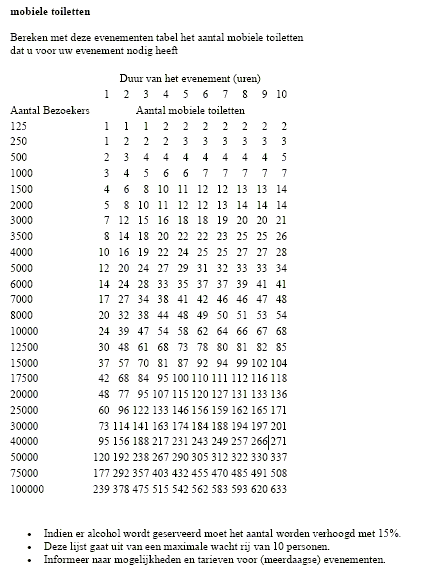 mobiele toiletten
Bereken met deze evenementen tabel het aantal mobiele toiletten
dat u voor uw evenement nodig heeft
Duur van het evenement (uren)
1 2 3 4 5 6 7 8 9 10
Aantal Bezoekers Aantal mobiele toiletten
125 1 1 1 2 2 2 2 2 2 2
250 1 2 2 2 3 3 3 3 3 3
500 2 3 4 4 4 4 4 4 4 5
1000 3 4 5 6 6 7 7 7 7 7
1500 4 6 8 10 11 12 12 13 13 14
2000 5 8 10 11 12 12 13 14 14 14
3000 7 12 15 16 18 18 19 20 20 21
3500 8 14 18 20 22 22 23 25 25 26
4000 10 16 19 22 24 25 25 27 27 28
5000 12 20 24 27 29 31 32 33 33 34
6000 14 24 28 33 35 37 37 39 41 41
7000 17 27 34 38 41 42 46 46 47 48
8000 20 32 38 44 48 49 50 51 53 54
10000 24 39 47 54 58 62 64 66 67 68
12500 30 48 61 68 73 78 80 81 82 85
15000 37 57 70 81 87 92 94 99 102 104
17500 42 68 84 95 100 110 111 112 116 118
20000 48 77 95 107 115 120 127 131 133 136
25000 60 96 122 133 146 156 159 162 165 171
30000 73 114 141 163 174 184 188 194 197 201
40000 95 156 188 217 231 243 249 257 266 271
50000 120 192 238 267 290 305 312 322 330 337
75000 177 292 357 403 432 455 470 485 491 508
100000 239 378 475 515 542 562 583 593 620 633
• Indien er alcohol wordt geserveerd moet het aantal worden verhoogd met 15%.
• Deze lijst gaat uit van een maximale wacht rij van 10 personen.
• Informeer naar mogelijkheden en tarieven voor (meerdaagse) evenementen.